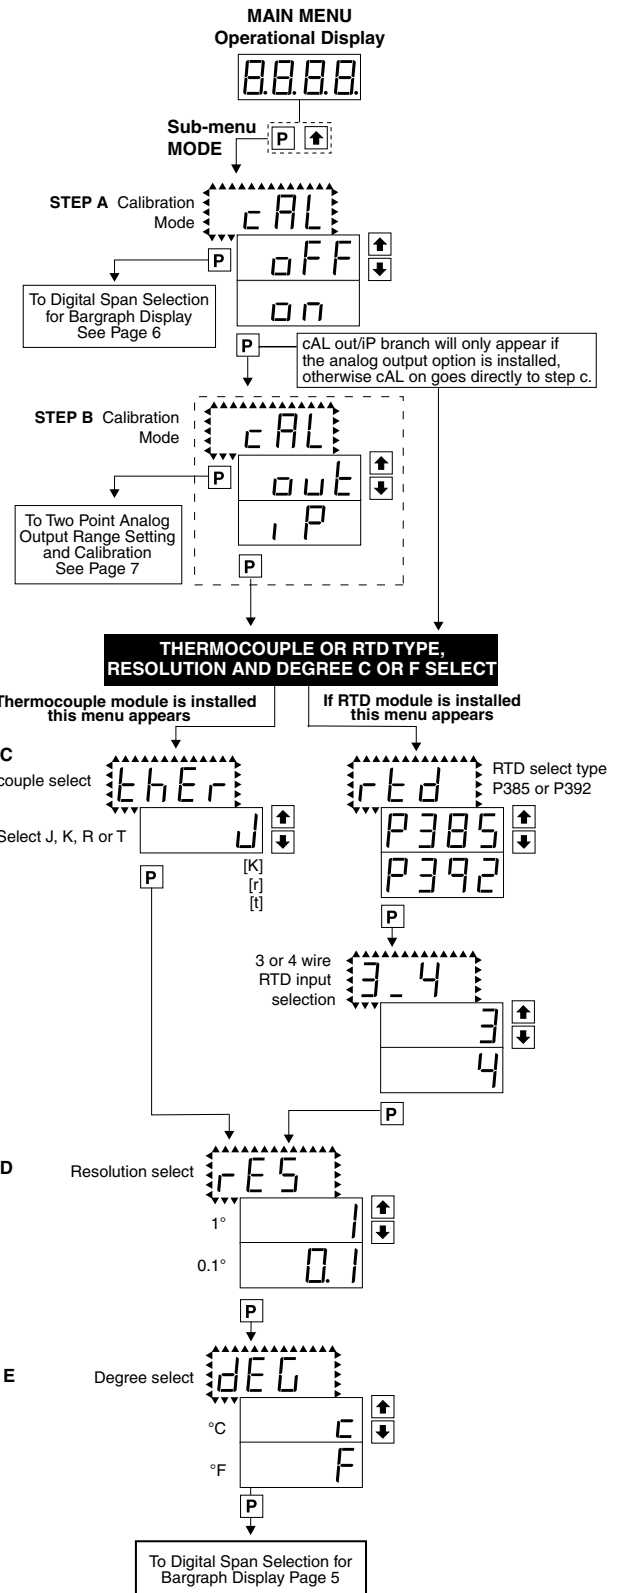 MAIN MENU
Operational Display
8.8.8.8.
Sub-menu
MODE
P
STEP A Calibration
Mode
cAL
P
oFF
on
To Digital Span Selection
for Bargraph Display
See Page 6
P
cAL out/iP branch will only appear if
the analog output option is installed,
otherwise cAL on goes directly to step c.
STEP B Calibration
Mode
cAL
P
out
iP
To Two Point Analog
Output Range Setting
and Calibration
See Page 7
P
THERMOCOUPLE OR RTD TYPE,
RESOLUTION AND DEGREE C OR F SELECT
Thermocouple module is installed
this menu appears
If RTD module is installed
this menu appears
C
couple select
thEr
Select J, K, R or T
J
[K]
[r]
[t]
P
rtd
RTD select type
P385 or P392
P385
P392
P
3 or 4 wire
RTD input
selection
3_4
3
4
P
D
Resolution select
rES
1°
1
0.1°
0.1
P
E
Degree select
dEG
°C
c
°F
F
P
To Digital Span Selection for
Bargraph Display Page 5